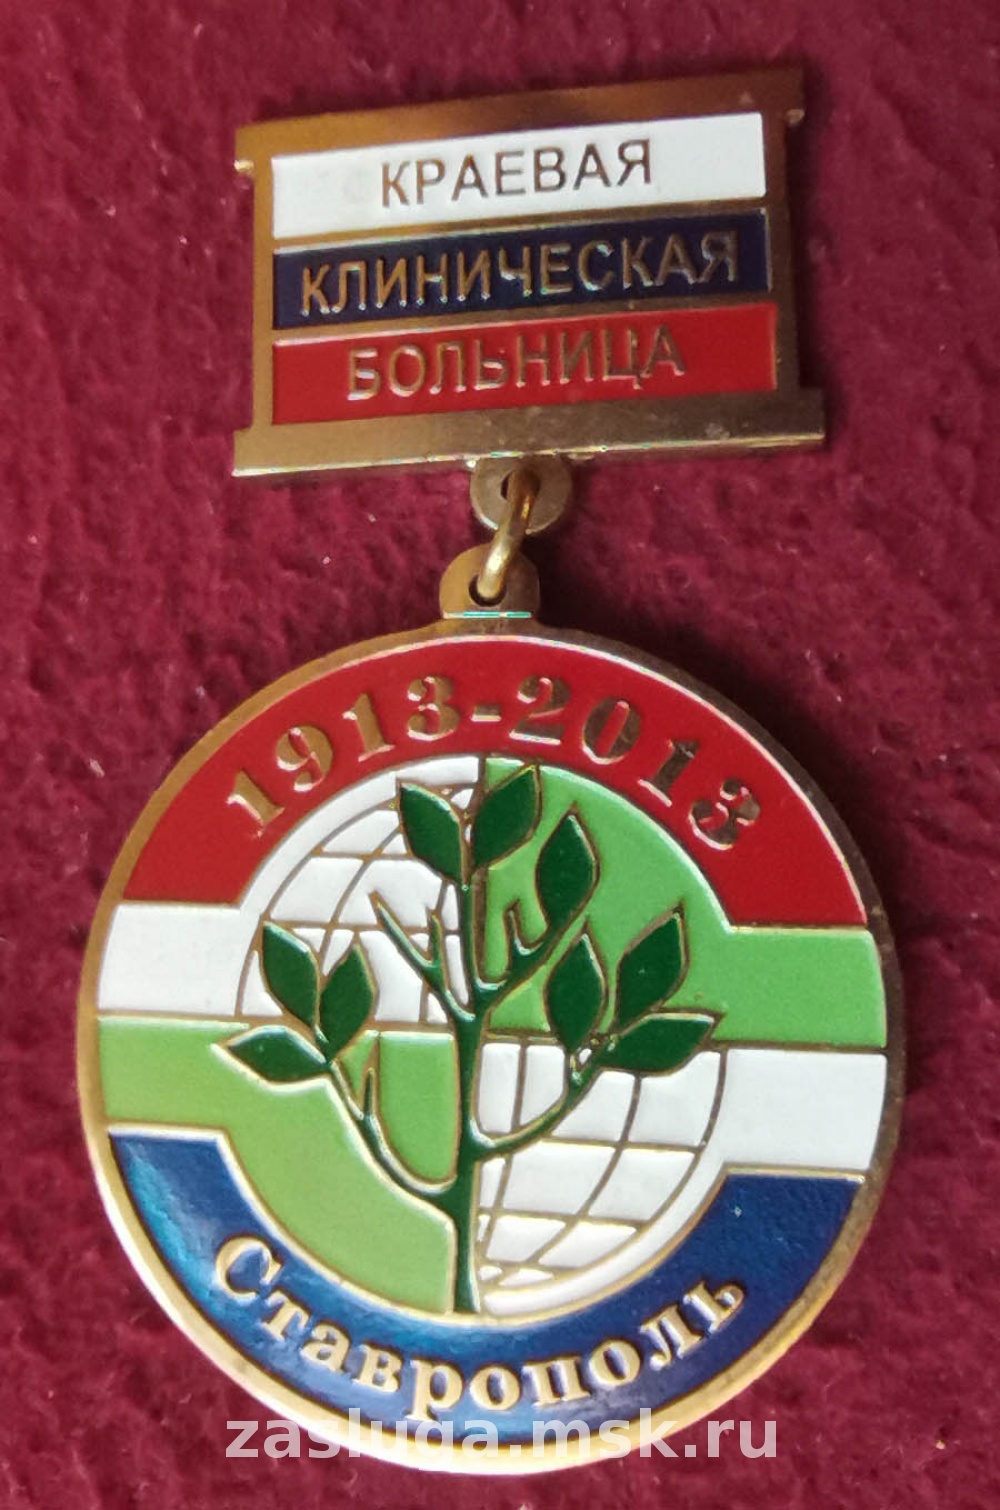 КРАЕВАЯ
КЛИНИЧЕСКАЯ
БОЛЬНИЦА
1913-2013
Ставрополь
zasluga.msk.ru